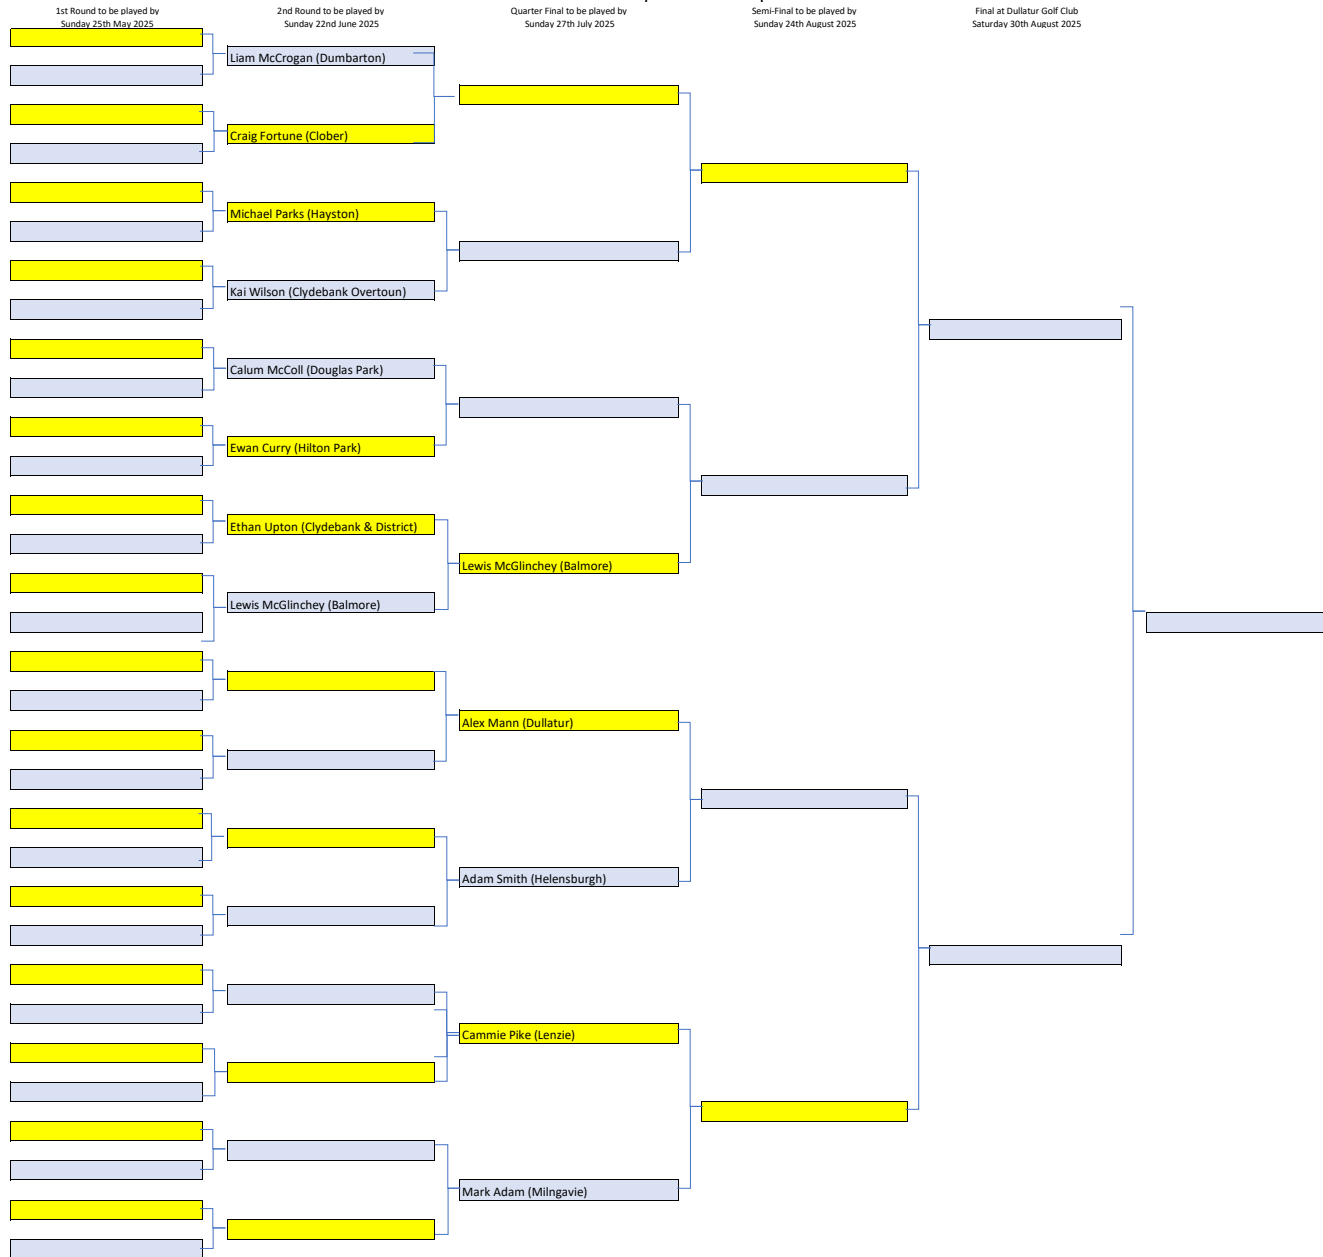 1st Round to be played by
Sunday 25th May 2025
2nd Round to be played by
Sunday 22nd June 2025
Quarter Final to be played by
Sunday 27th July 2025
Semi-Final to be played by
Sunday 24th August 2025
Final at Dullatur Golf Club
Saturday 30th August 2025
Liam McCrogan (Dumbarton)
Craig Fortune (Clober)
Michael Parks (Hayston)
Kai Wilson (Clydebank Overtoun)
Calum McColl (Douglas Park)
Ewan Curry (Hilton Park)
Ethan Upton (Clydebank & District)
Lewis McGlinchey (Balmore)
Lewis McGlinchey (Balmore)
Alex Mann (Dullatur)
Adam Smith (Helensburgh)
Cammie Pike (Lenzie)
Mark Adam (Milngavie)